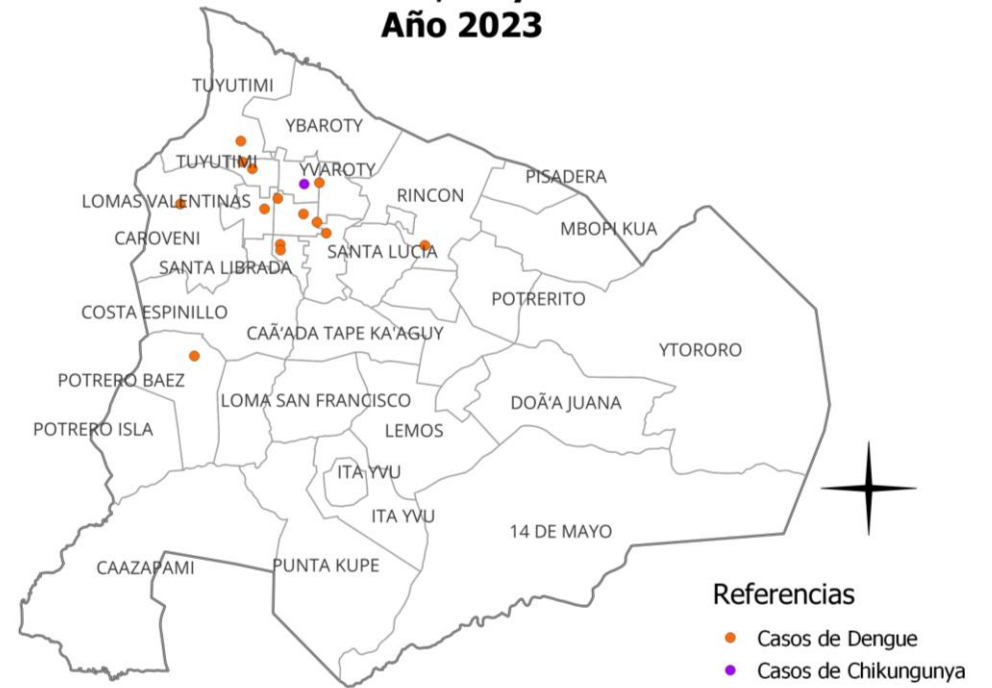 Año 2023
TUYUTIMI
YBAROTY
TUYUTIMI
YVAROTY
PISADERA
RINCON
LOMAS VALENTINAS
MBOPI KUA
CAROVENI
SANTA LUCIA
SANTA LIBRADA
POTRERITO
COSTA ESPINILLO
CAÃ'ADA TAPE KA'AGUY
YTORORO
POTRERO BAEZ
LOMA SAN FRANCISCO
DOÃ'A JUANA
POTRERO ISLA
LEMOS
ITA YVU
ITA YVU
14 DE MAYO
CAAZAPAMI
PUNTA KUPE
Referencias
Casos de Dengue
Casos de Chikungunya